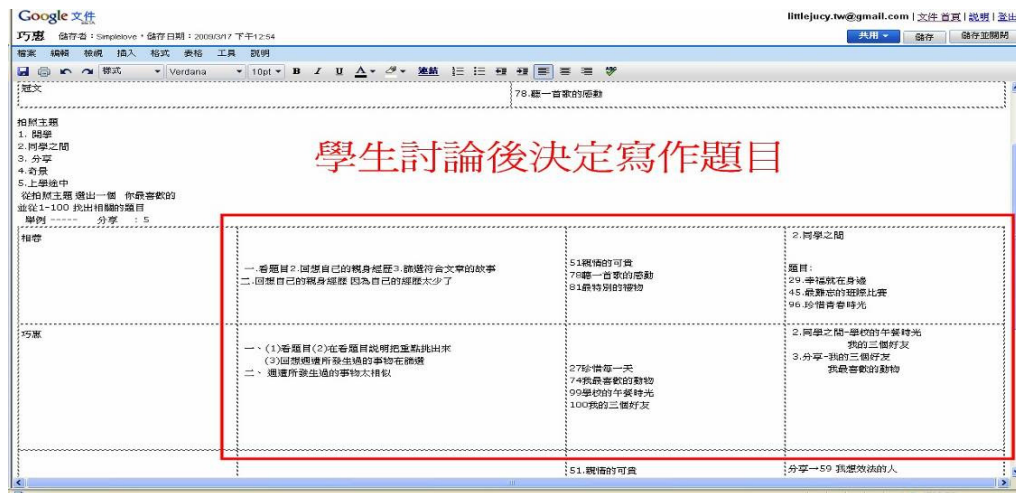 Google 文件
littlejucy.tw@gmail.com | 文件 首頁 | 說明 | 登出
巧惠 儲存者：Simplelove，儲存日期：2009/3/17 下午12:54
共用 儲存 儲存並關閉
檔案 編輯 檢視 插入 格式 表格 工具 說明
樣式 Verdana 10pt B I U A 連結
冠文
78.聽一首歌的感動
拍照主題
1. 開學
2.同學之間
3. 分享
4.奇景
5.上學途中
從拍照主題 選出一個 你最喜歡的
並從1-100 找出相關的題目
舉例 ----- 分享 : 5
學生討論後決定寫作題目
相蓉
一.看題目2.回想自己的親身經歷3.篩選符合文章的故事
二.回想自己的親身經歷 因為自己的經歷太少了
51親情的可貴
78聽一首歌的感動
81最特別的禮物
2.同學之間
題目:
29.幸福就在身邊
45.最難忘的班際比賽
96.珍惜青春時光
巧惠
一、(1)看題目(2)在看題目說明把重點挑出來
(3)回想週遭所發生過的事物在篩選
二、 週遭所發生過的事物太相似
27珍惜每一天
74我最喜歡的動物
99學校的午餐時光
100我的三個好友
2.同學之間-學校的午餐時光
我的三個好友
3.分享-我的三個好友
我最喜歡的動物
51.親情的可貴
分享→59 我想效法的人